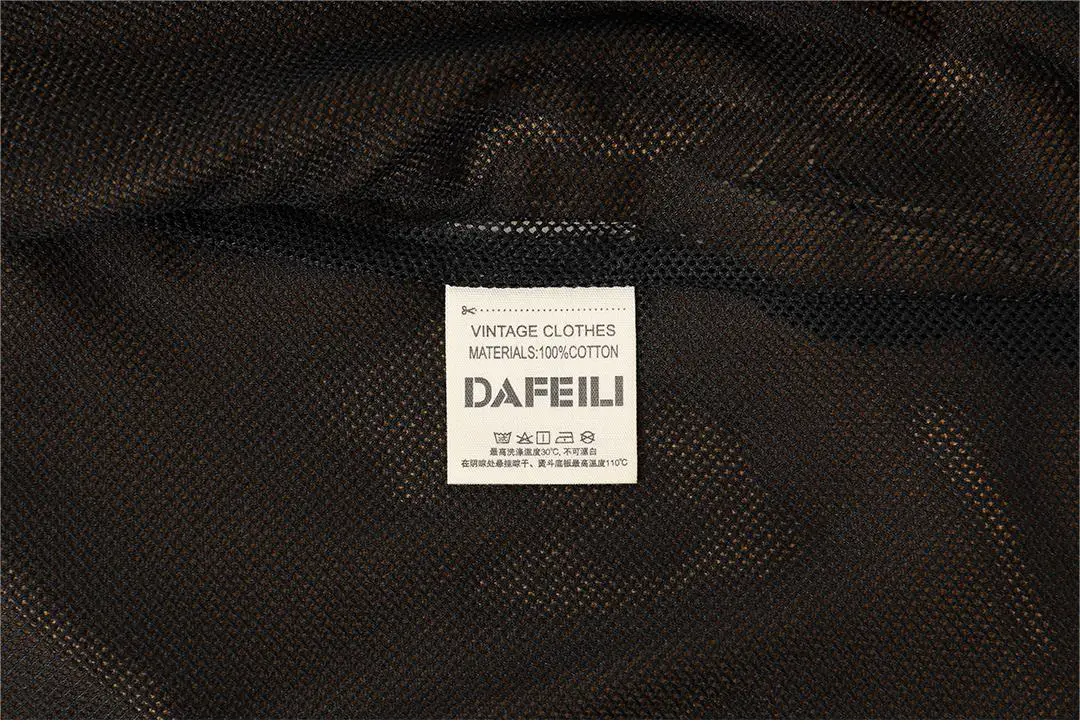 VINTAGE CLOTHES
MATERIALS:100%COTTON
DAFEILI
最高洗涤温度30℃, 不可漂白
在阴晾处悬挂晾干、熨斗底板最高温度110℃